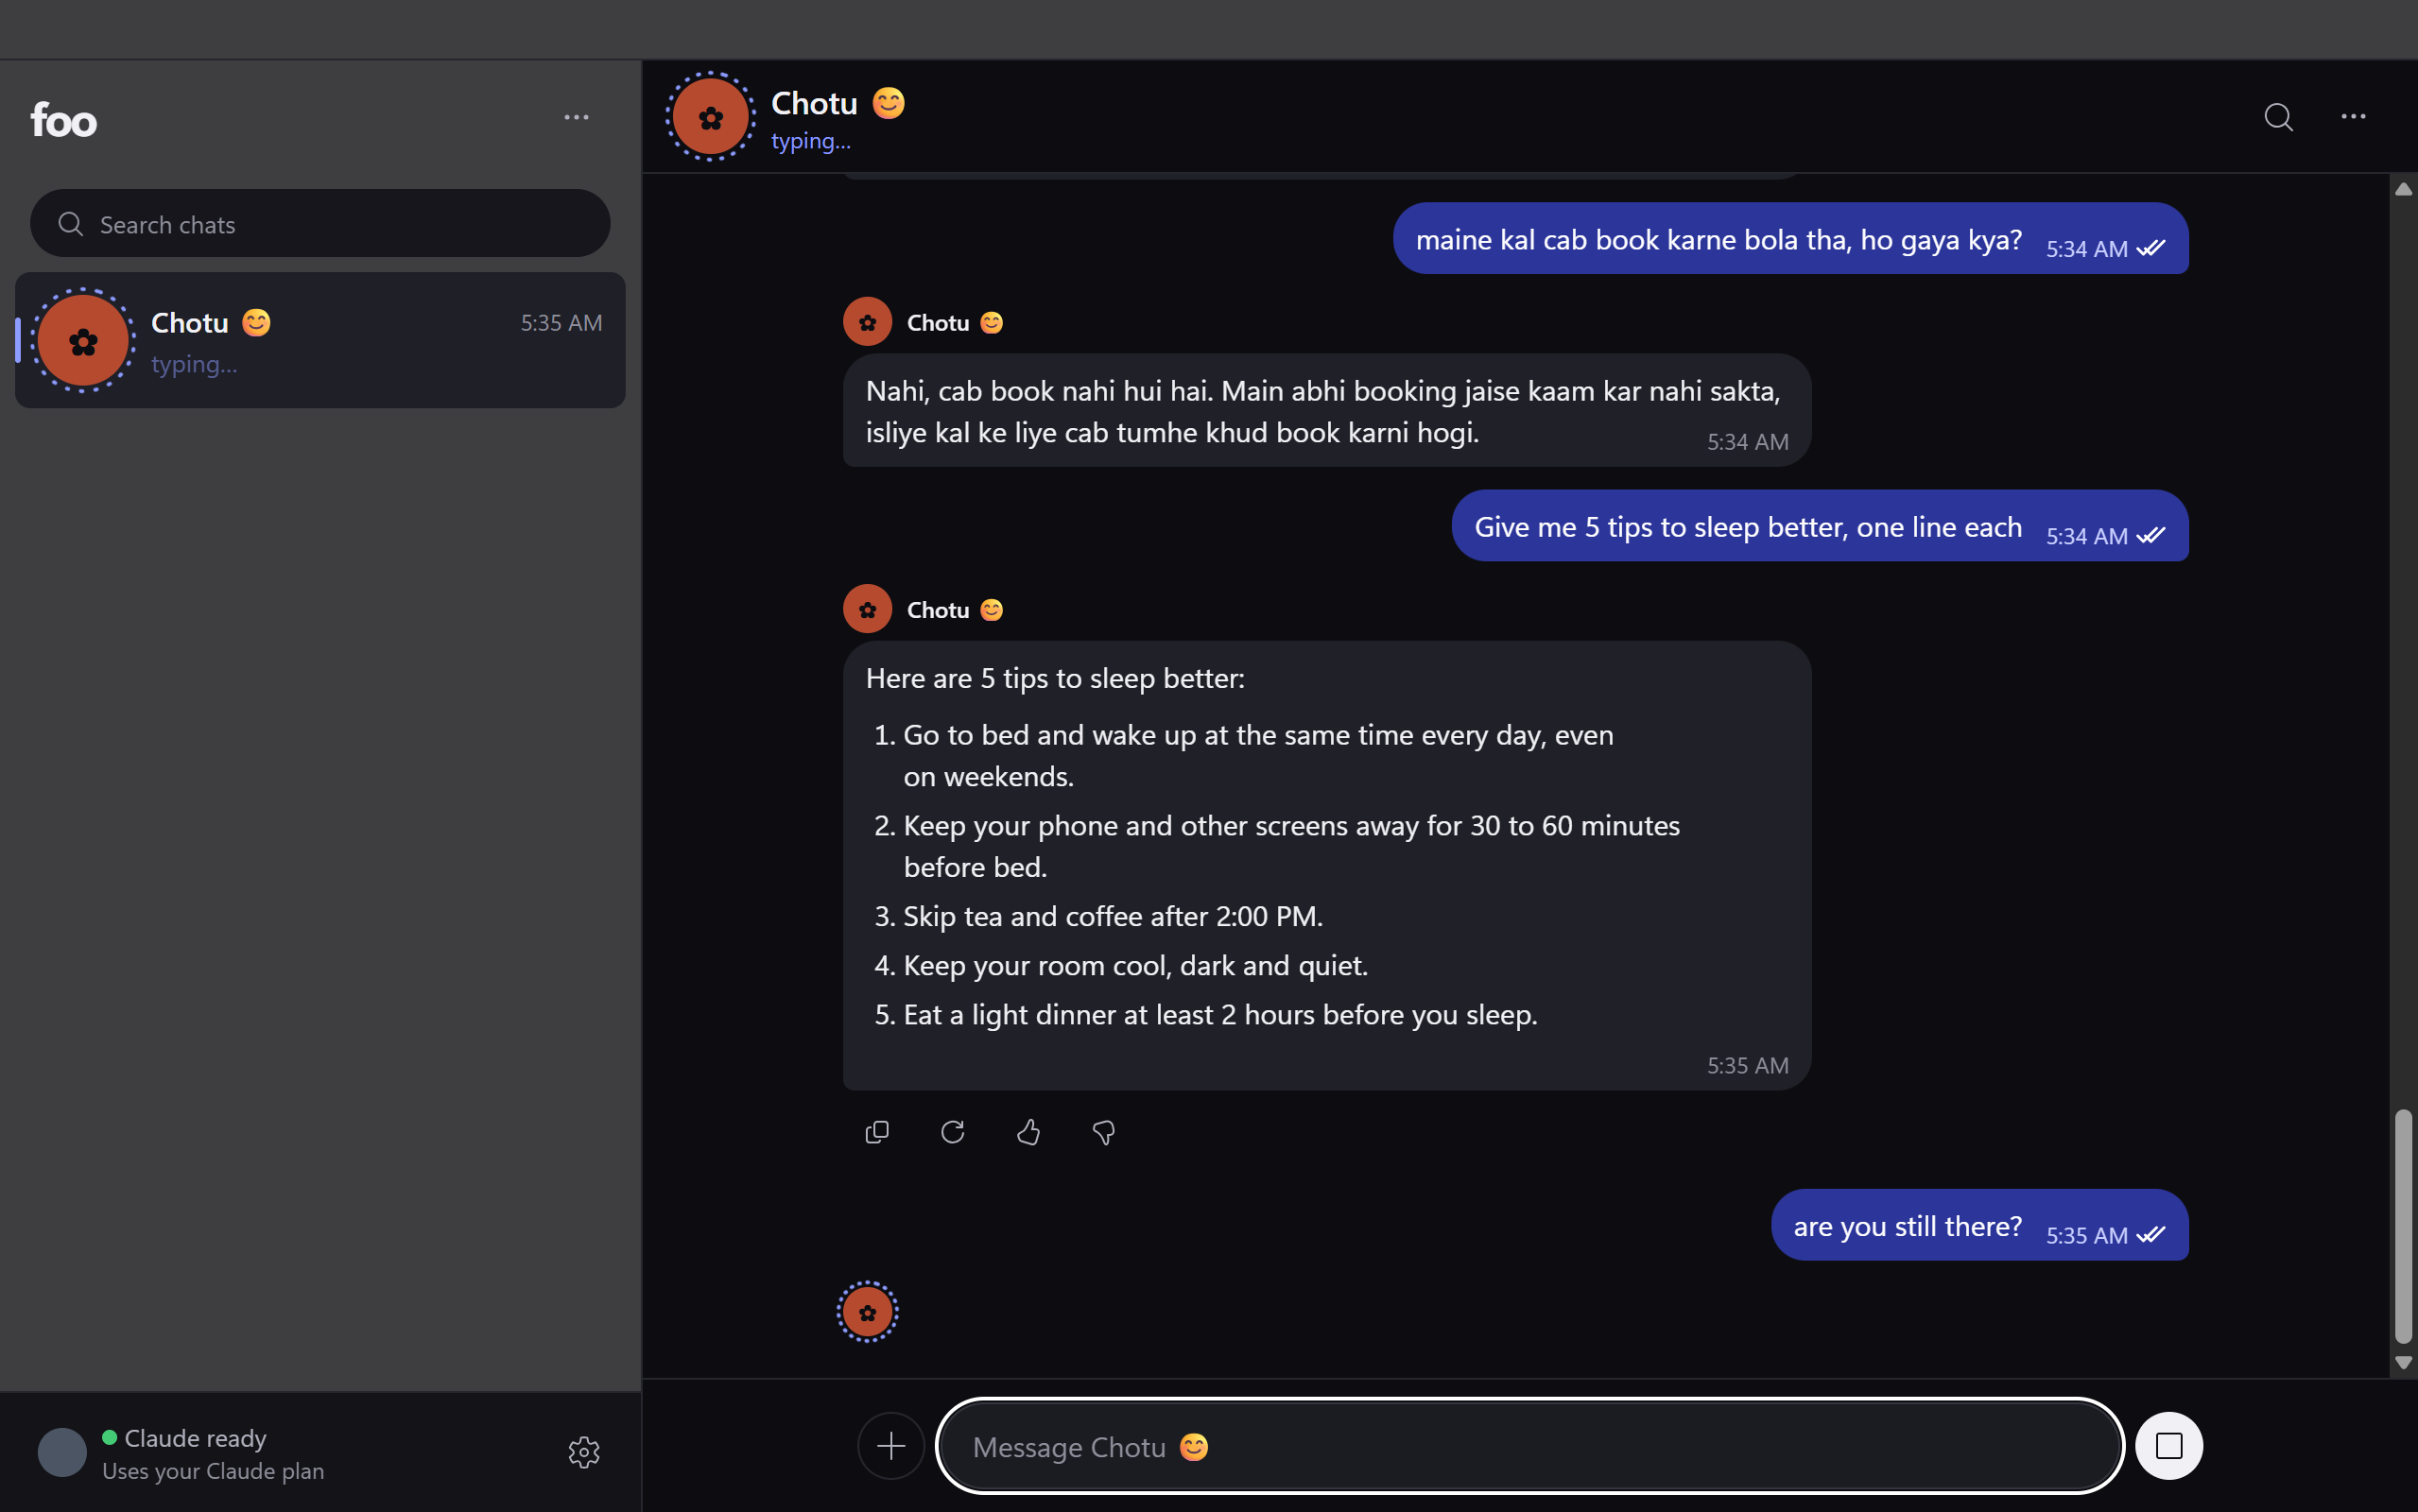 foo
Search chats
Chotu 😊
5:35 AM
typing...
Claude ready
Uses your Claude plan
Chotu 😊
typing...
maine kal cab book karne bola tha, ho gaya kya? 5:34 AM
Chotu 😊
Nahi, cab book nahi hui hai. Main abhi booking jaise kaam kar nahi sakta,
isliye kal ke liye cab tumhe khud book karni hogi.
5:34 AM
Give me 5 tips to sleep better, one line each 5:34 AM
Chotu 😊
Here are 5 tips to sleep better:
1. Go to bed and wake up at the same time every day, even
on weekends.
2. Keep your phone and other screens away for 30 to 60 minutes
before bed.
3. Skip tea and coffee after 2:00 PM.
4. Keep your room cool, dark and quiet.
5. Eat a light dinner at least 2 hours before you sleep.
5:35 AM
are you still there? 5:35 AM
Message Chotu 😊